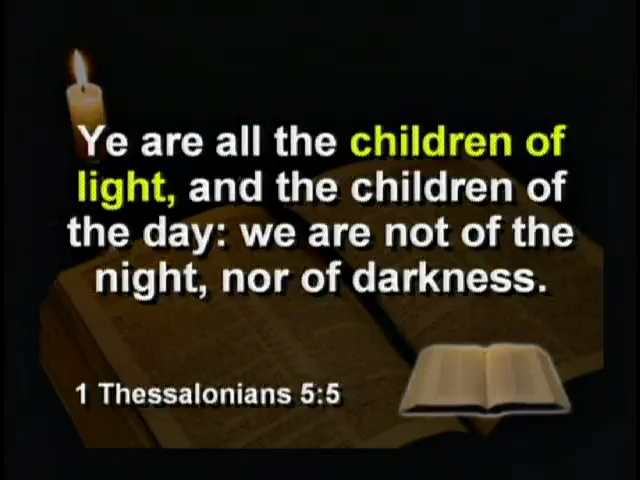 Ye are all the children of
light, and the children of
the day: we are not of the
night, nor of darkness.
1 Thessalonians 5:5